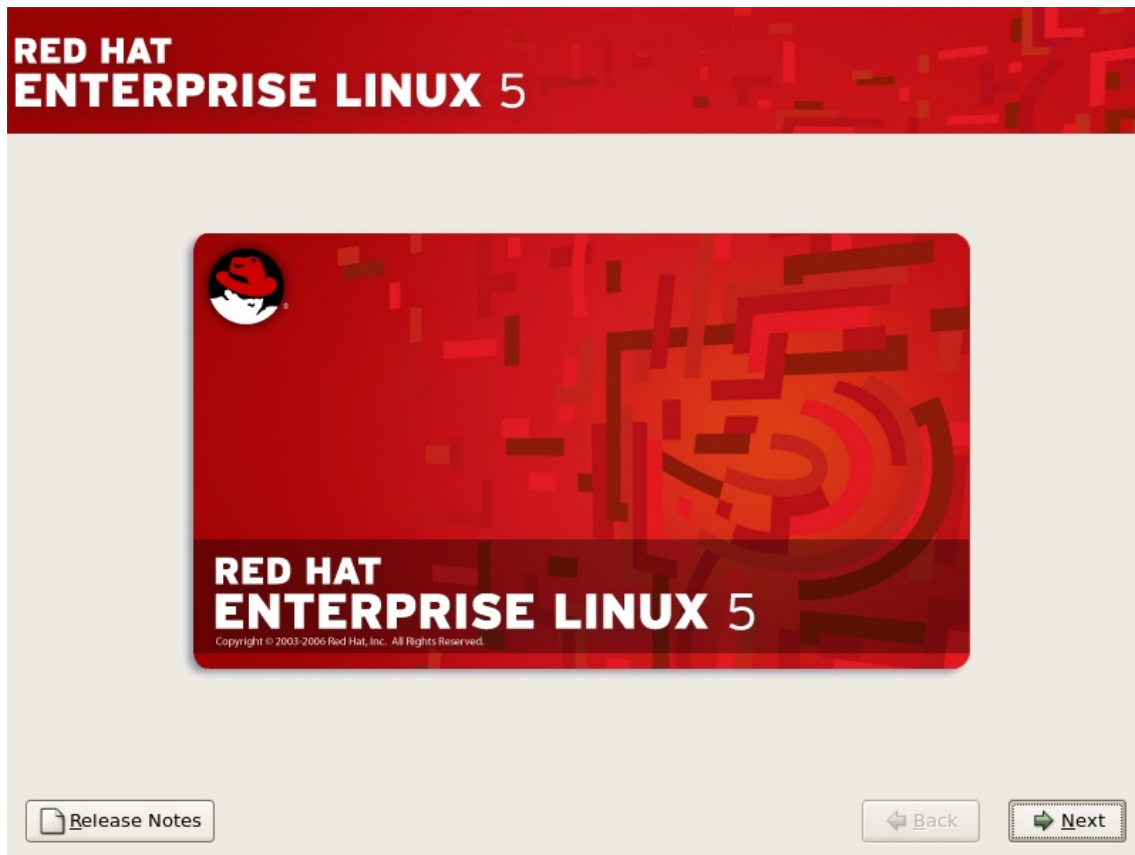 RED HAT
ENTERPRISE LINUX 5
RED HAT
ENTERPRISE LINUX 5
Copyright © 2003-2006 Red Hat, Inc. All Rights Reserved.
Release Notes
Back
Next